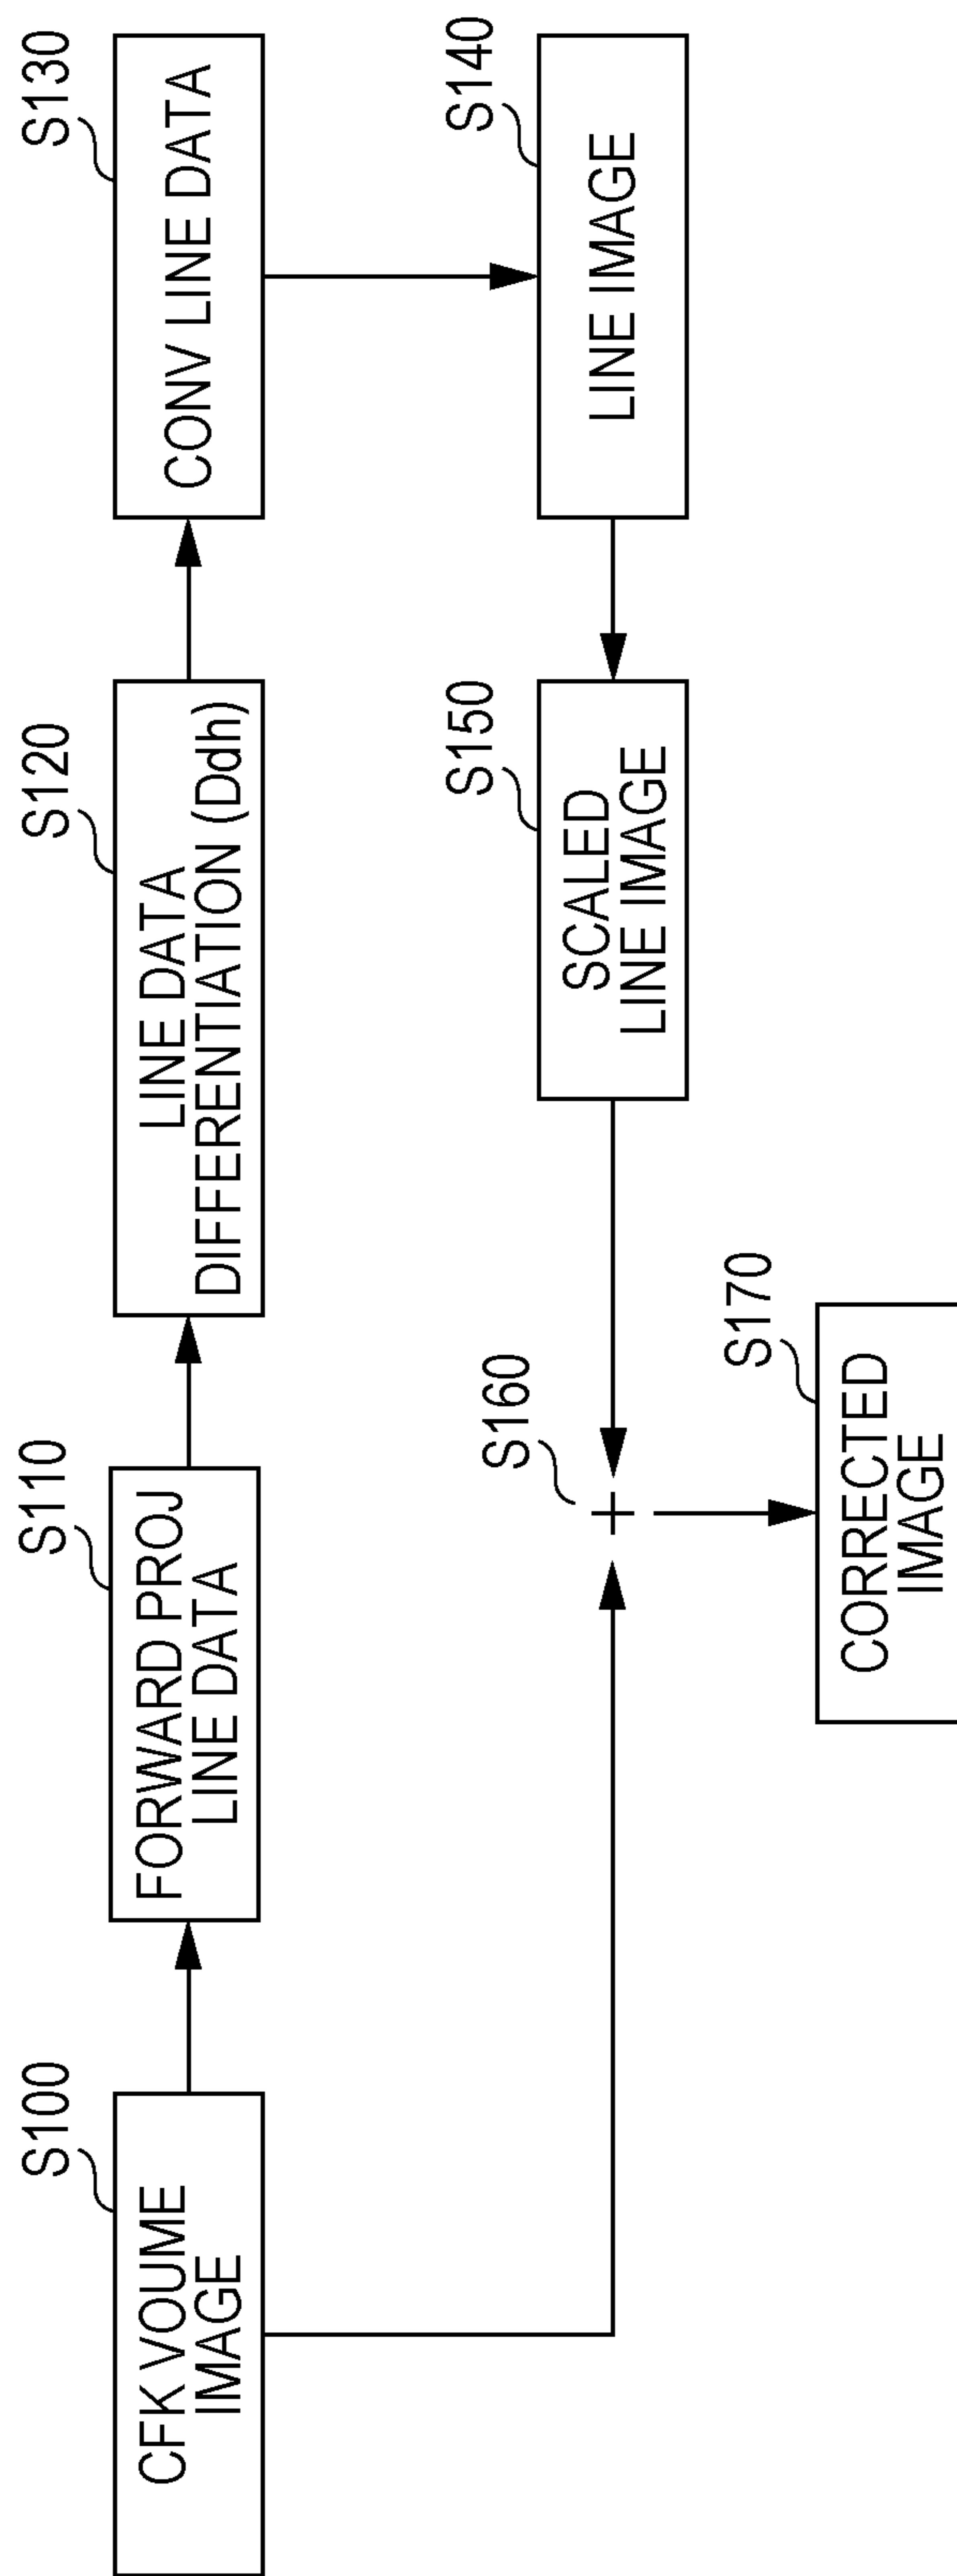 S100
CFK VOUME
IMAGE
S110
FORWARD PROJ
LINE DATA
S120
LINE DATA
DIFFERENTIATION (Ddh)
S130
CONV LINE DATA
S140
LINE IMAGE
S150
SCALED
LINE IMAGE
S160
+
S170
CORRECTED
IMAGE